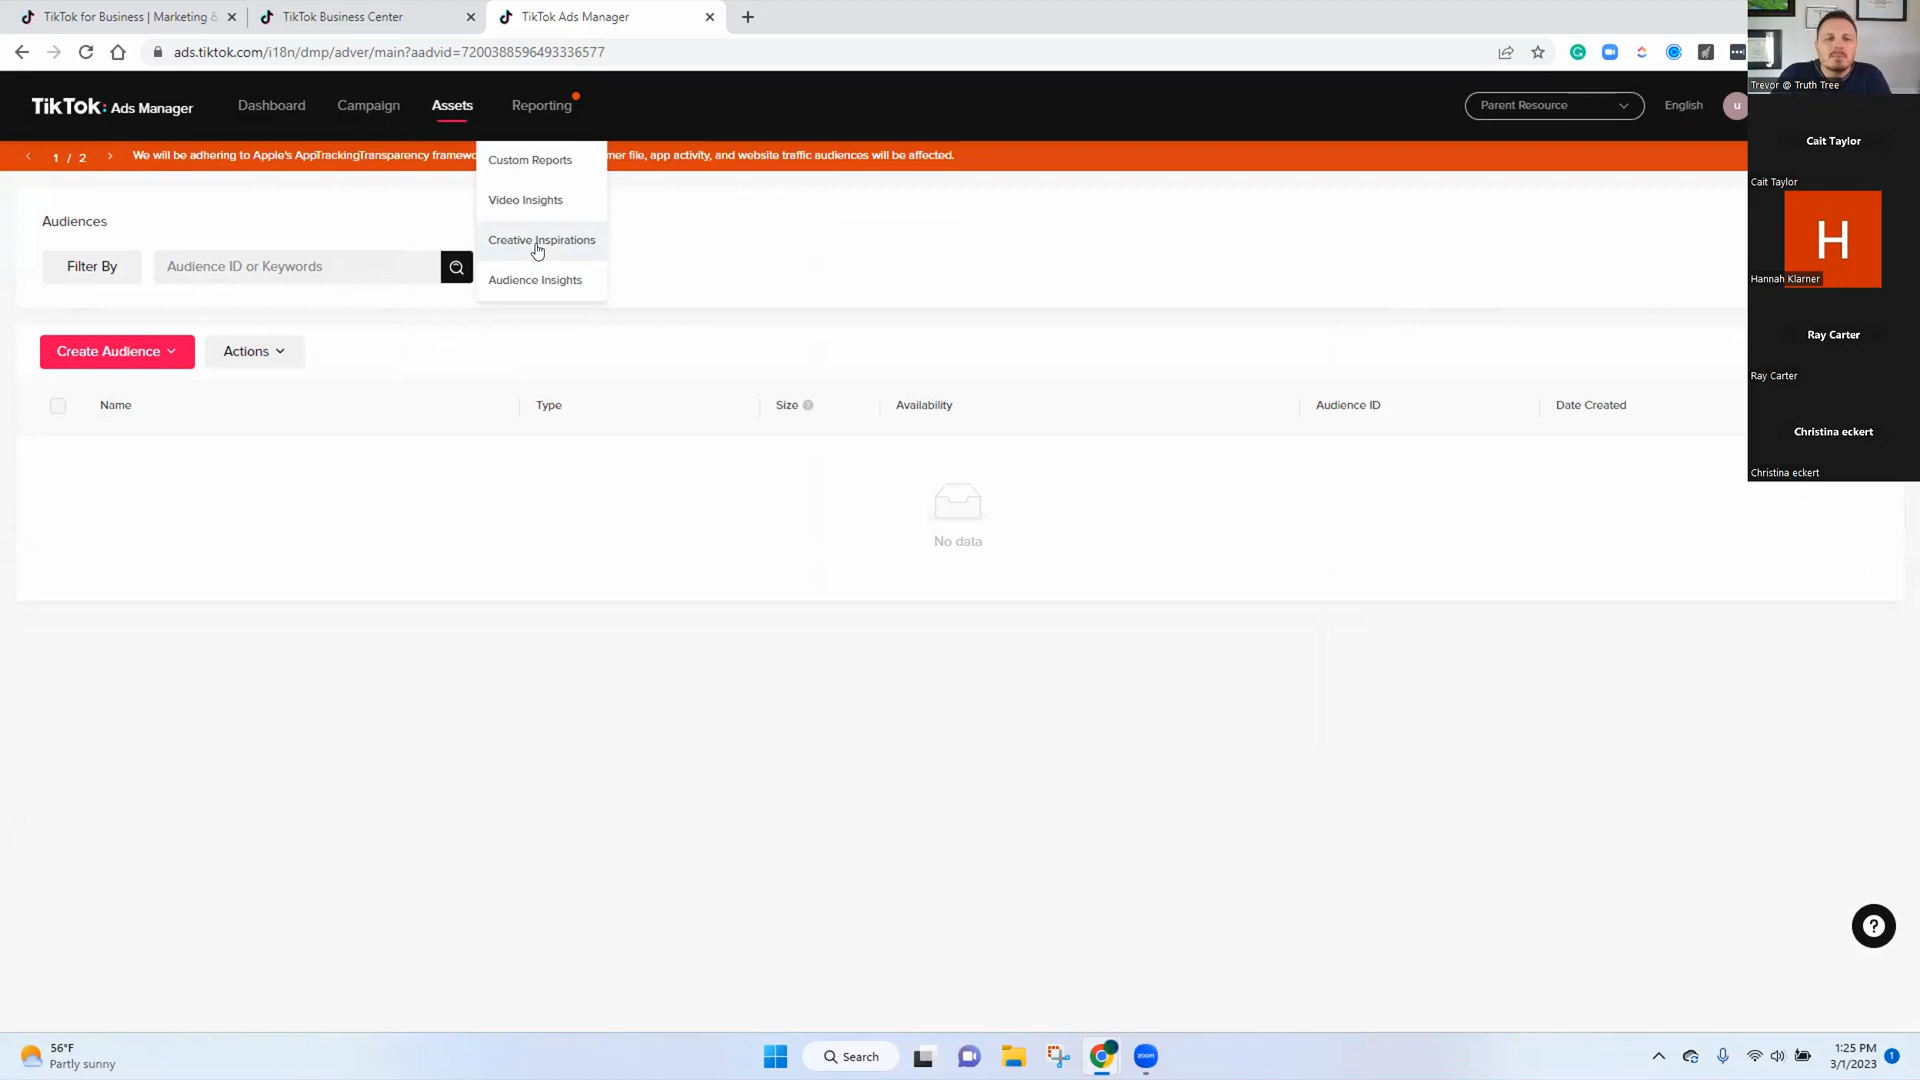 TikTok for Business | Marketing &
TikTok Business Center
TikTok Ads Manager
ads.tiktok.com/i18n/dmp/adver/main?aadvid=7200388596493336577
TikTok: Ads Manager
Dashboard
Campaign
Assets
Reporting
Parent Resource
English
u
1 / 2
We will be adhering to Apple's AppTrackingTransparency
mer file, app activity, and website traffic audiences will be affected.
Custom Reports
Video Insights
Creative Inspirations
Audience Insights
Audiences
Filter By
Audience ID or Keywords
Create Audience
Actions
Name
Type
Size
Availability
Audience ID
Date Created
No data
Trevor @ Truth Tree
Cait Taylor
Cait Taylor
H
Hannah Klarner
Ray Carter
Ray Carter
Christina eckert
Christina eckert
?
56°F
Partly sunny
Search
zoom
1:25 PM
3/1/2023
1